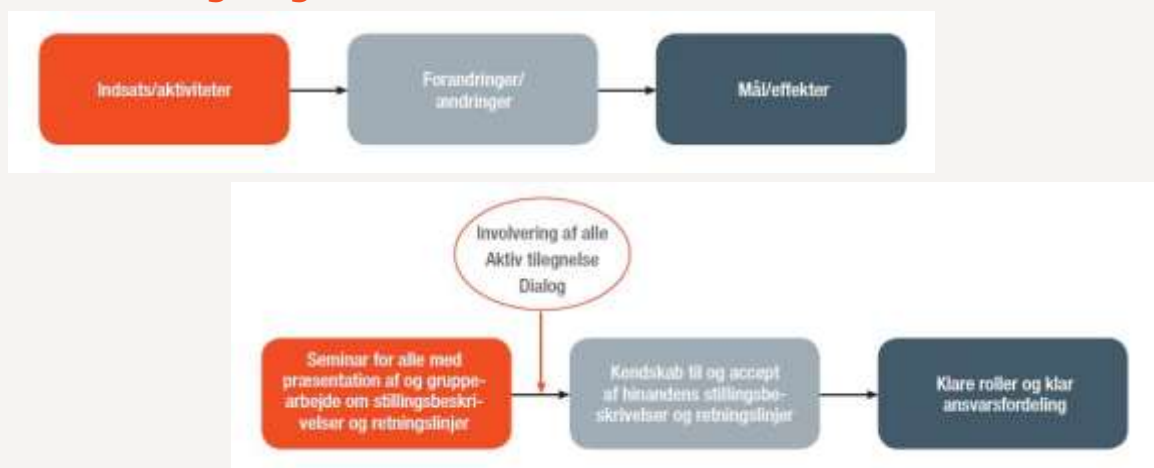 Indsats/aktiviteter
Forandringer/
ændringer
Mål/effekter
Involvering af alle
Aktiv tilegnelse
Dialog
Seminar for alle med
præsentation af og gruppe-
arbejde om stillingsbeskri-
velser og retningslinjer
Kendskab til og accept
af hinandens stillingsbe-
skrivelser og retningslinjer
Klare roller og klar
ansvarsfordeling